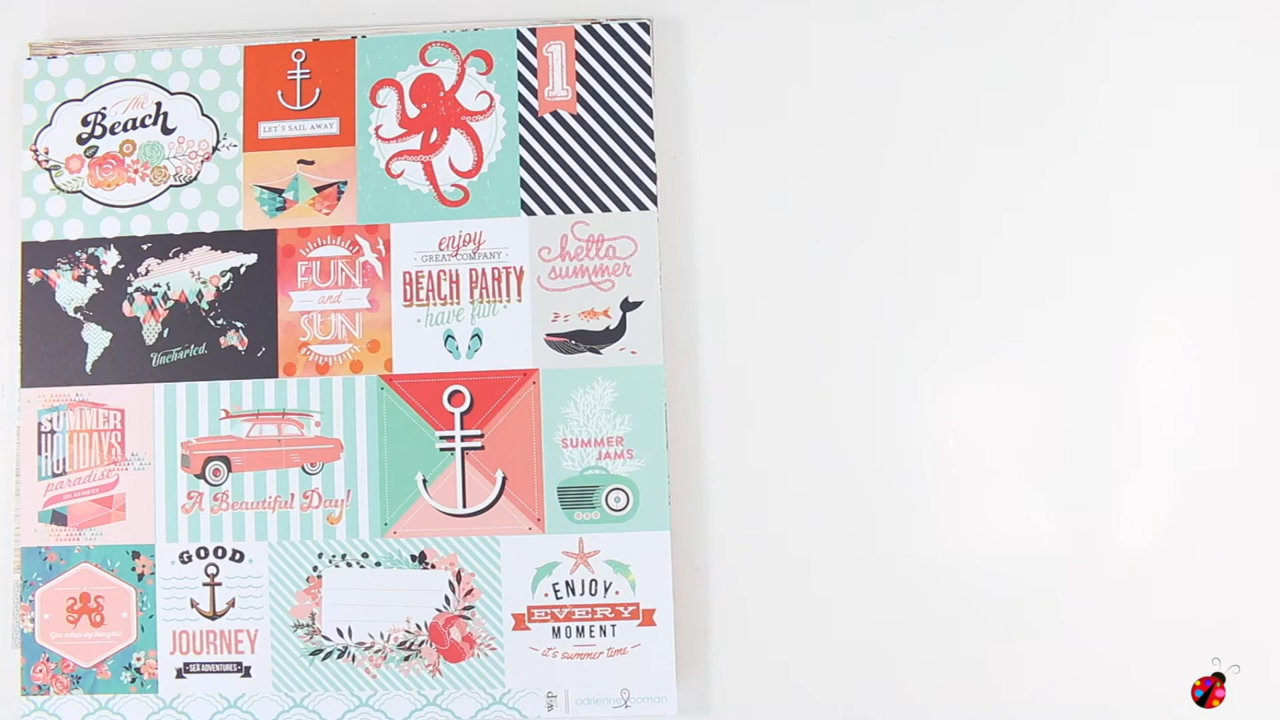 The
Beach
LET'S SAIL AWAY
1
Uncharted.
FUN
and
SUN
enjoy
GREAT COMPANY
BEACH PARTY
have fun
hello
summer
SUMMER
HOLIDAYS
paradise
A Beautiful Day!
SUMMER
JAMS
GOOD
JOURNEY
SEA ADVENTURES
ENJOY
EVERY
MOMENT
it's summer time
adrienne looman